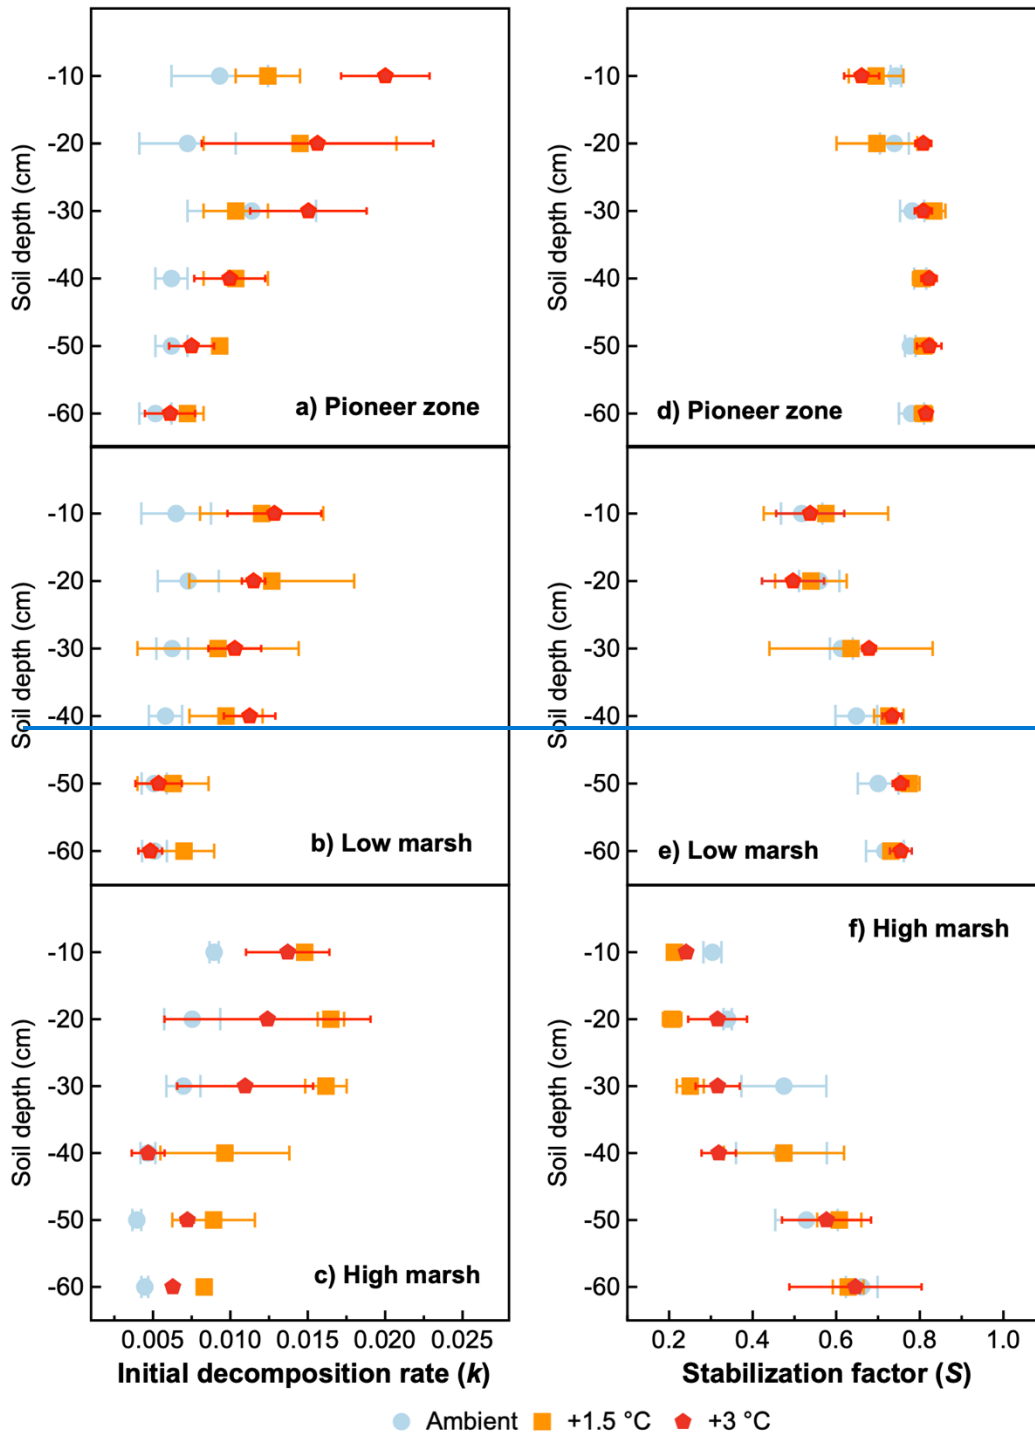 -10
-20
-30
-40
-50
-60
Soil depth (cm)
a) Pioneer zone
-10
-20
-30
-40
-50
-60
Soil depth (cm)
d) Pioneer zone
-10
-20
-30
-40
-50
-60
Soil depth (cm)
b) Low marsh
-10
-20
-30
-40
-50
-60
Soil depth (cm)
e) Low marsh
-10
-20
-30
-40
-50
-60
Soil depth (cm)
c) High marsh
-10
-20
-30
-40
-50
-60
Soil depth (cm)
f) High marsh
0.005 0.010 0.015 0.020 0.025
Initial decomposition rate (k)
0.2 0.4 0.6 0.8 1.0
Stabilization factor (S)
Ambient +1.5 °C +3 °C